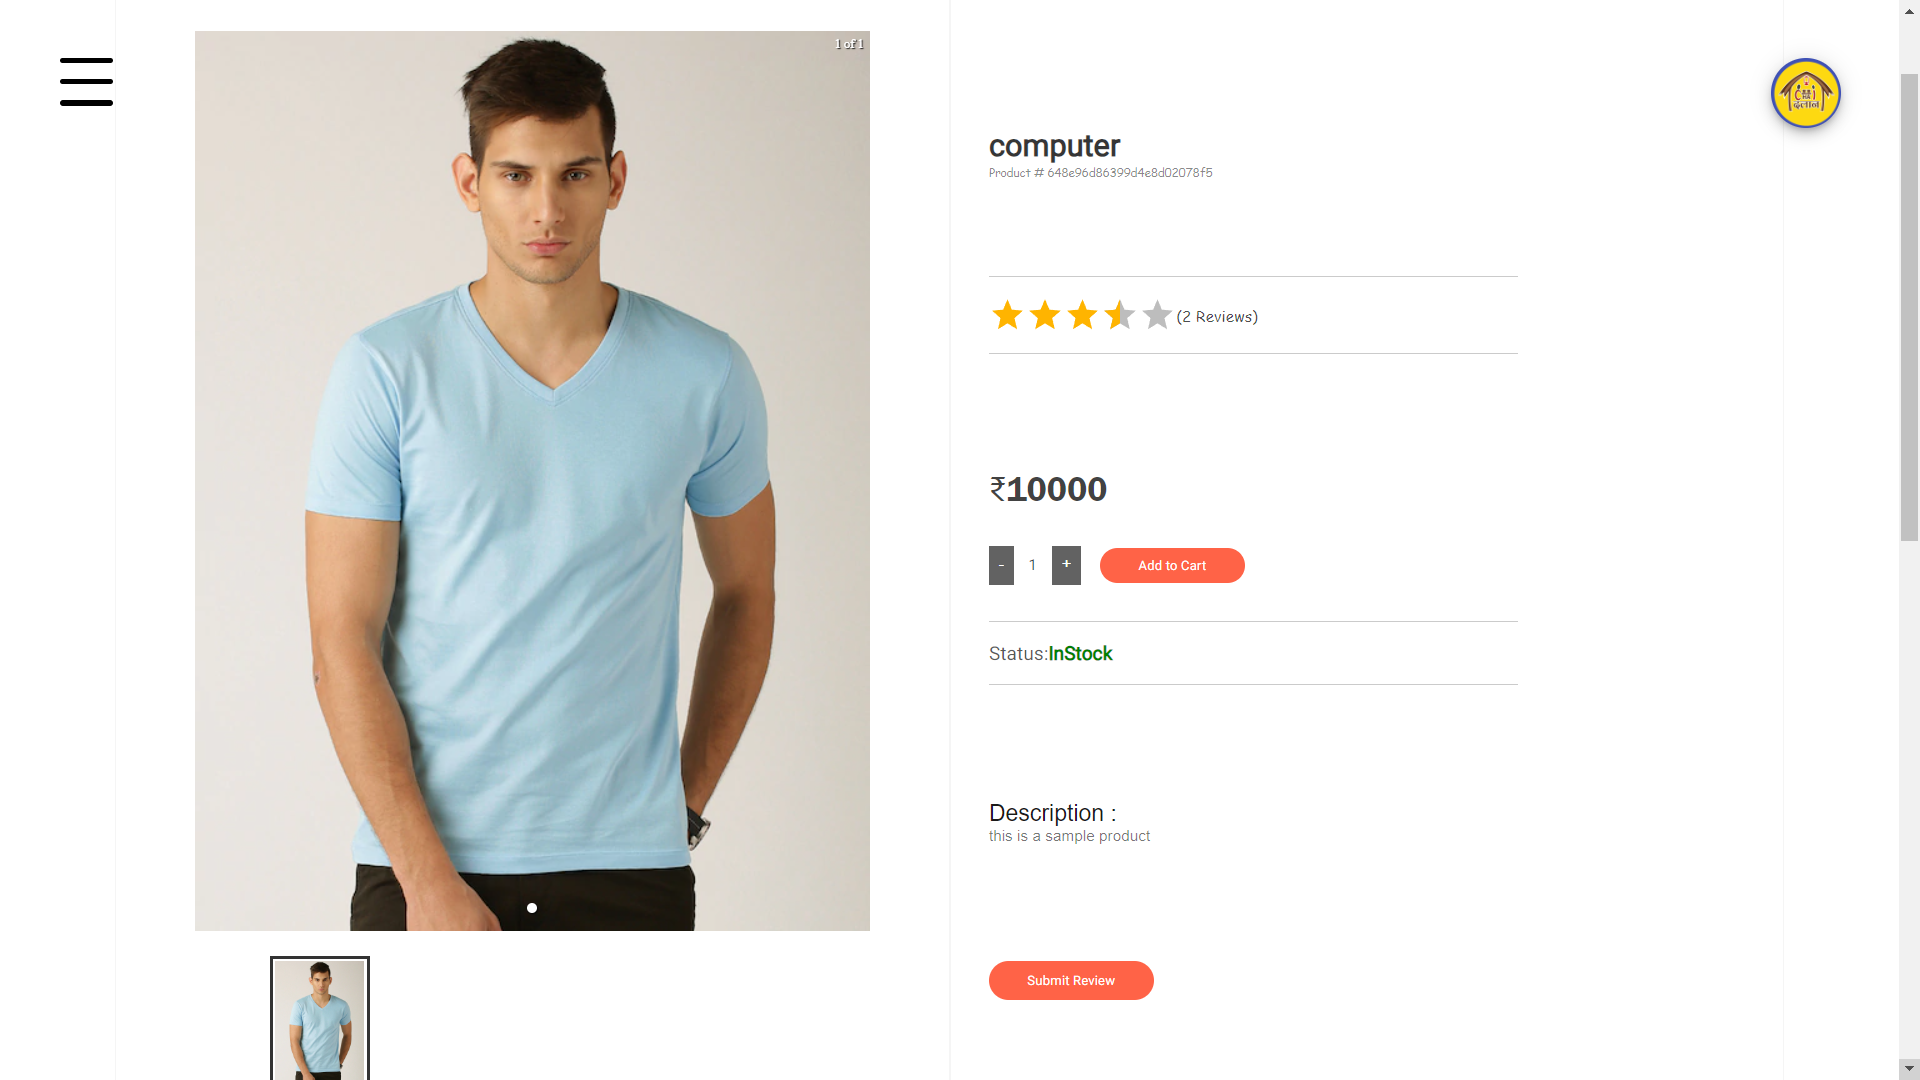 1 of 1
computer
Product # 648e96d86399d4e8d02078f5
(2 Reviews)
₹10000
- 1 + Add to Cart
Status:InStock
Description :
this is a sample product
Submit Review